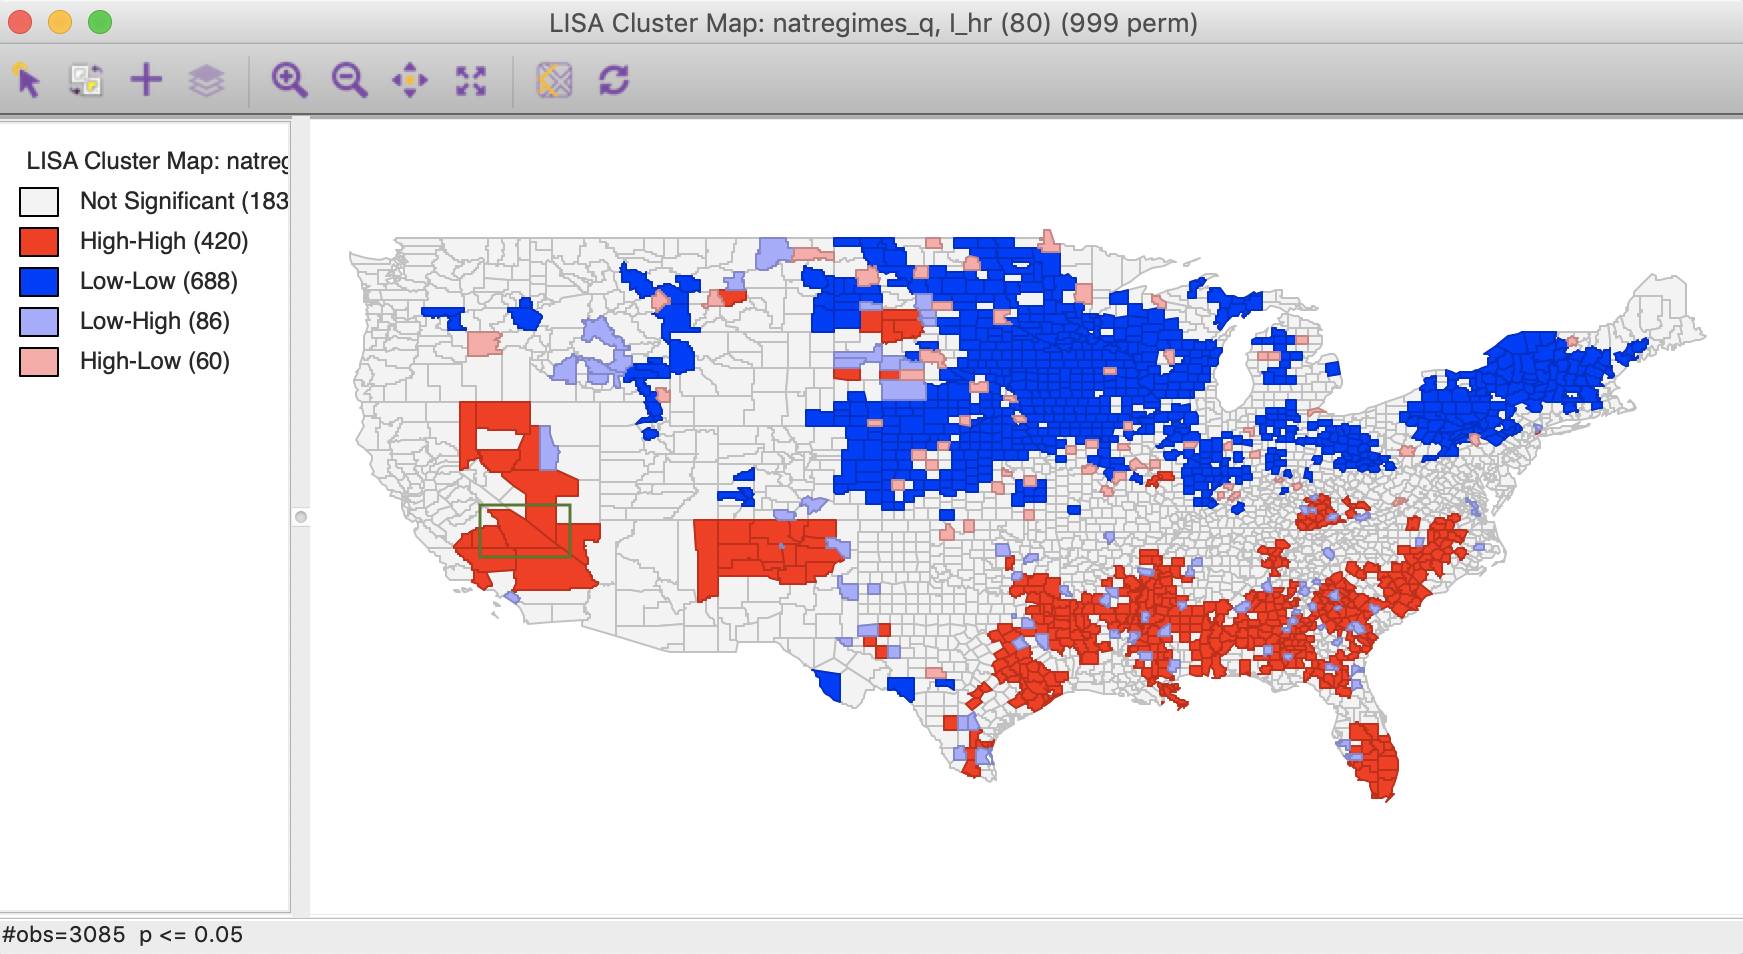 LISA Cluster Map: natregimes_q, I_hr (80) (999 perm)
LISA Cluster Map: natreg
Not Significant (183
High-High (420)
Low-Low (688)
Low-High (86)
High-Low (60)
#obs=3085 p <= 0.05